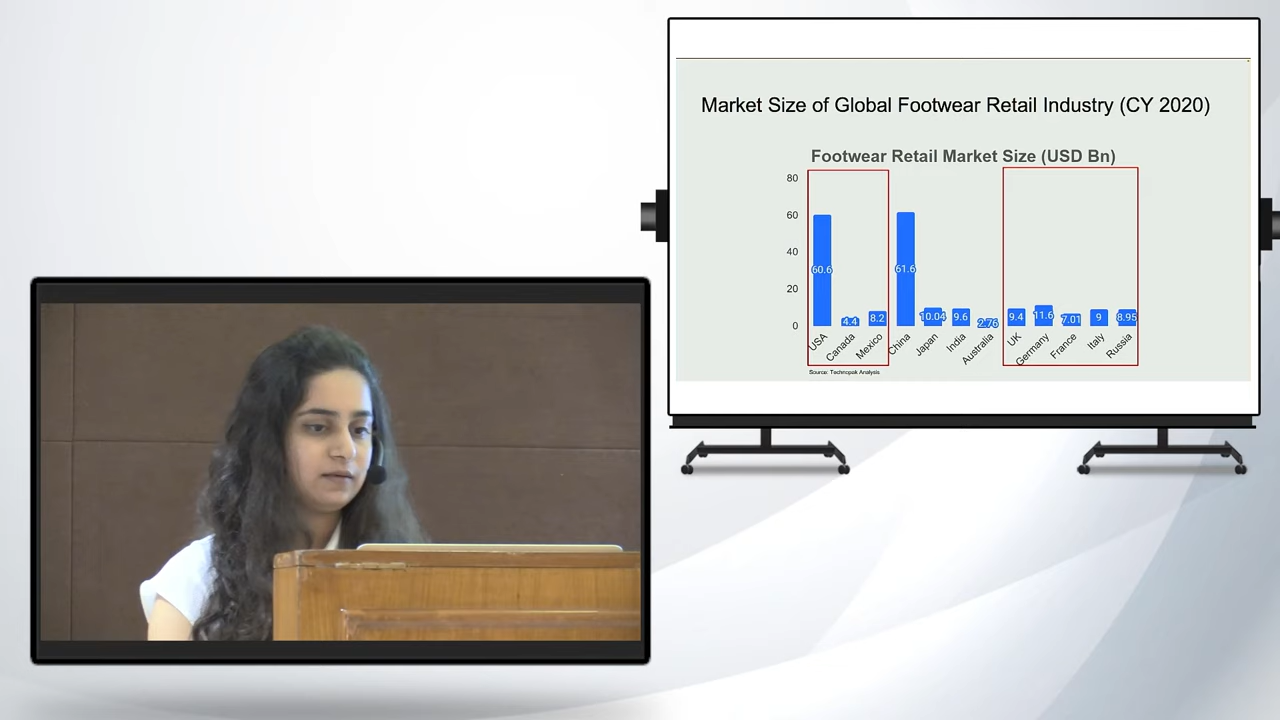 Market Size of Global Footwear Retail Industry (CY 2020)
Footwear Retail Market Size (USD Bn)
80
60
40
20
0
60.6
4.4
8.2
61.6
10.04
9.6
2.76
9.4
11.6
7.01
9
8.95
USA
Canada
Mexico
China
Japan
India
Australia
UK
Germany
France
Italy
Russia
Source: Technopak Analysis